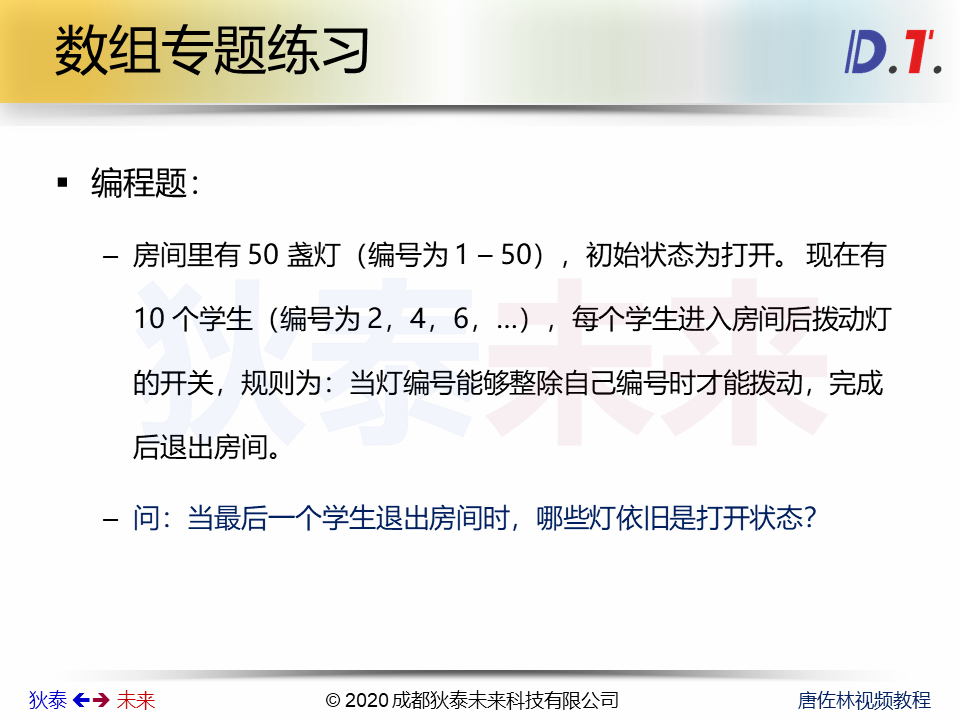 数组专题练习
D.T.
编程题：
– 房间里有 50 盏灯（编号为 1 – 50），初始状态为打开。 现在有
10 个学生（编号为 2，4，6，…），每个学生进入房间后拨动灯
的开关，规则为：当灯编号能够整除自己编号时才能拨动，完成
后退出房间。
– 问：当最后一个学生退出房间时，哪些灯依旧是打开状态？
狄泰未来
狄泰 未来
© 2020 成都狄泰未来科技有限公司
唐佐林视频教程